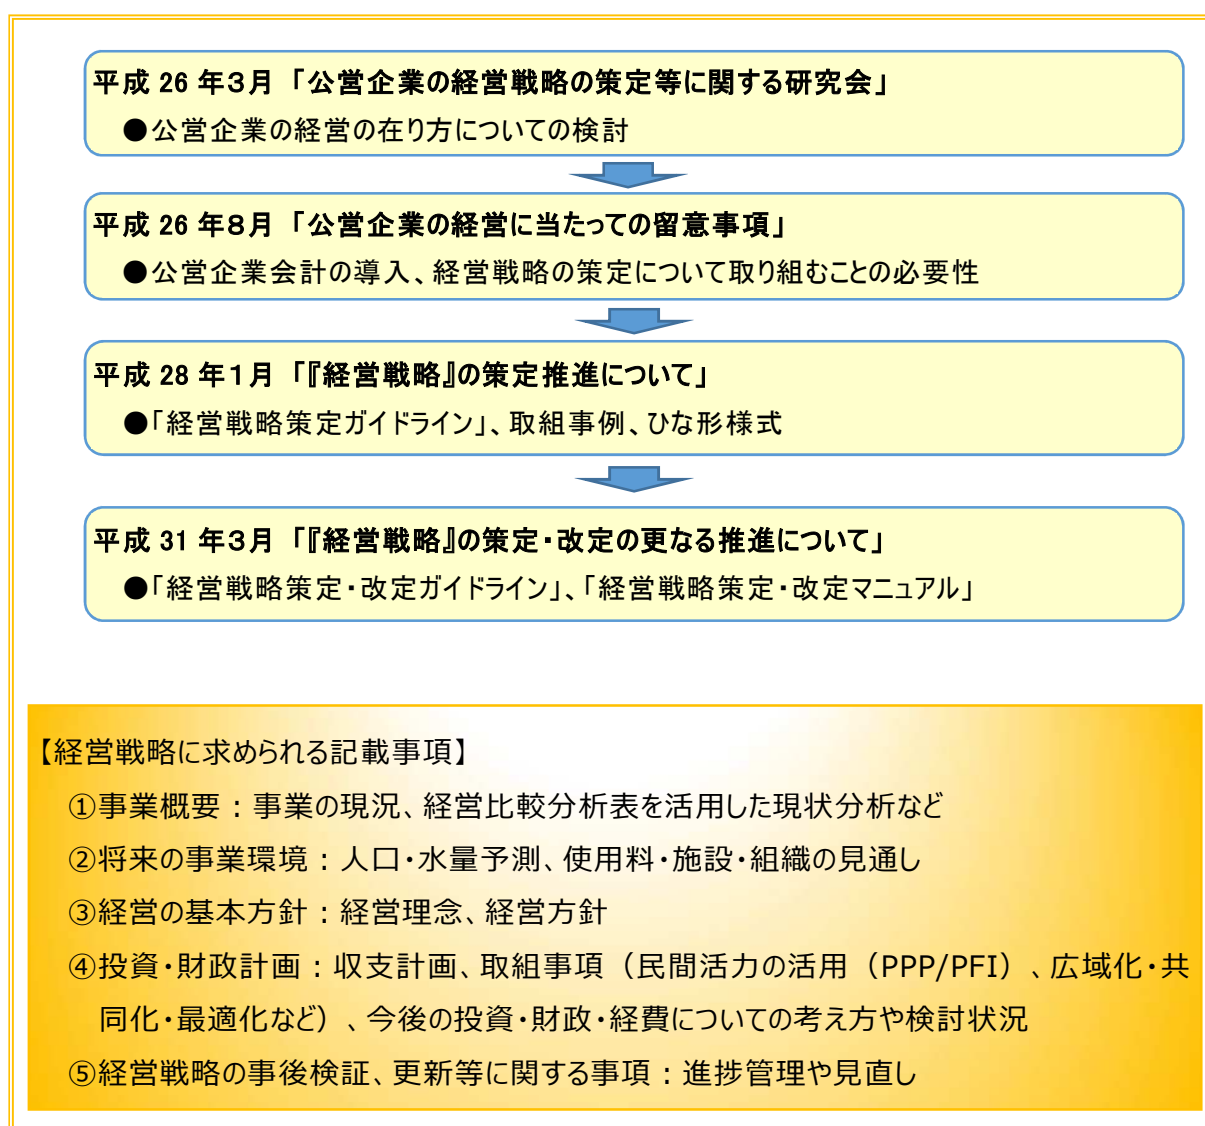 平成 26 年３月「公営企業の経営戦略の策定等に関する研究会」
●公営企業の経営の在り方についての検討
平成 26 年８月「公営企業の経営に当たっての留意事項」
●公営企業会計の導入、経営戦略の策定について取り組むことの必要性
平成 28 年１月「『経営戦略』の策定推進について」
●「経営戦略策定ガイドライン」、取組事例、ひな形様式
平成 31 年３月「『経営戦略』の策定・改定の更なる推進について」
●「経営戦略策定・改定ガイドライン」、「経営戦略策定・改定マニュアル」
【経営戦略に求められる記載事項】
①事業概要：事業の現況、経営比較分析表を活用した現状分析など
②将来の事業環境：人口・水量予測、使用料・施設・組織の見通し
③経営の基本方針：経営理念、経営方針
④投資・財政計画：収支計画、取組事項（民間活力の活用（PPP/PFI）、広域化・共
同化・最適化など）、今後の投資・財政・経費についての考え方や検討状況
⑤経営戦略の事後検証、更新等に関する事項：進捗管理や見直し